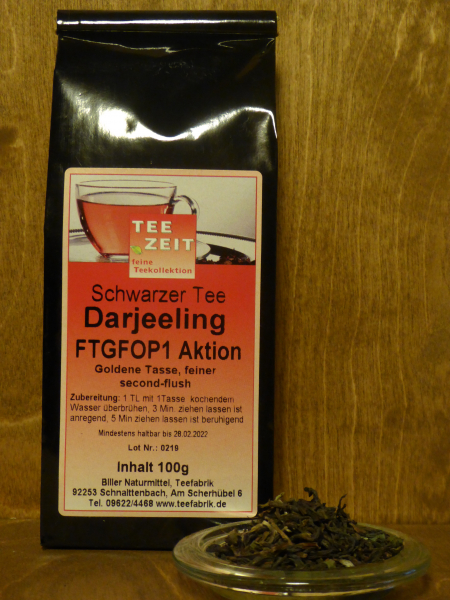 TEE
ZEIT
feine
Teekollektion
Schwarzer Tee
Darjeeling
FTGFOP1 Aktion
Goldene Tasse, feiner
second-flush
Zubereitung: 1 TL mit 1Tasse kochendem
Wasser überbrühen, 3 Min. ziehen lassen ist
anregend, 5 Min ziehen lassen ist beruhigend
Mindestens haltbar bis 28.02.2022
Lot Nr.: 0219
Inhalt 100g
Biller Naturmittel, Teefabrik
92253 Schnaittenbach, Am Scherhübel 6
Tel. 09622/4468 www.teefabrik.de